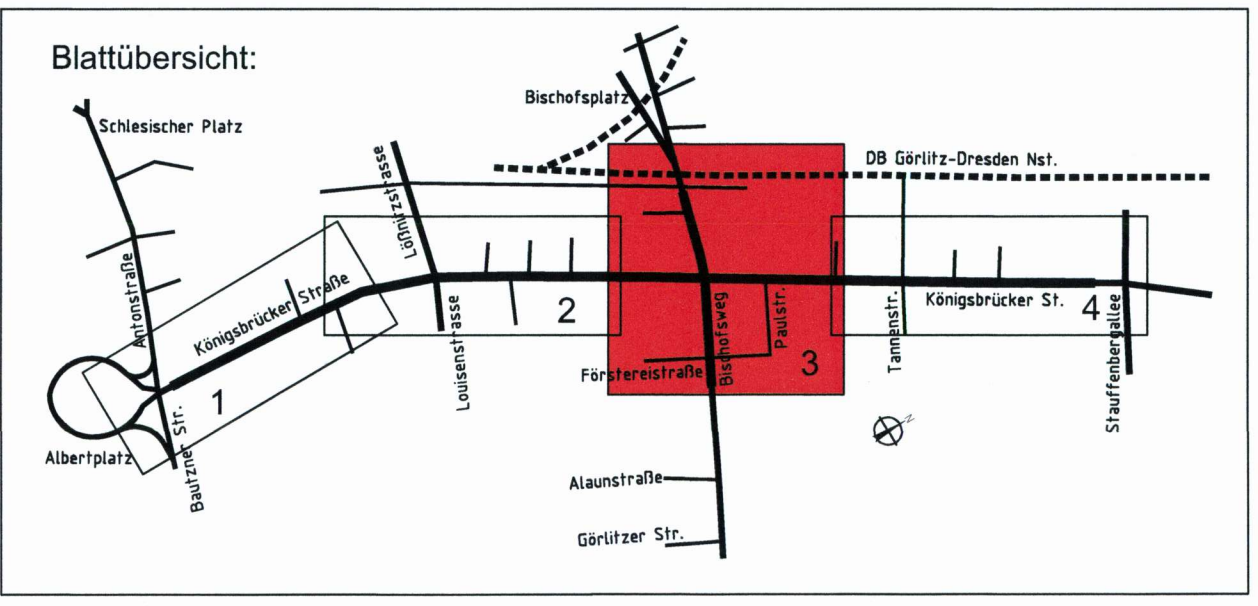 Blattübersicht:
Schlesischer Platz
Bischofsplatz
DB Görlitz-Dresden Nst.
Lößnirzstrasse
Antonstraße
Königsbrücker Straße
2
Königsbrücker St.
4
Louisenstrasse
Bischofsweg
Paulstr.
Tannenstr.
Stauffenbergallee
Förstereistraße
3
1
N
Albertplatz
Bautzner Str.
Alaunstraße
Görlitzer Str.